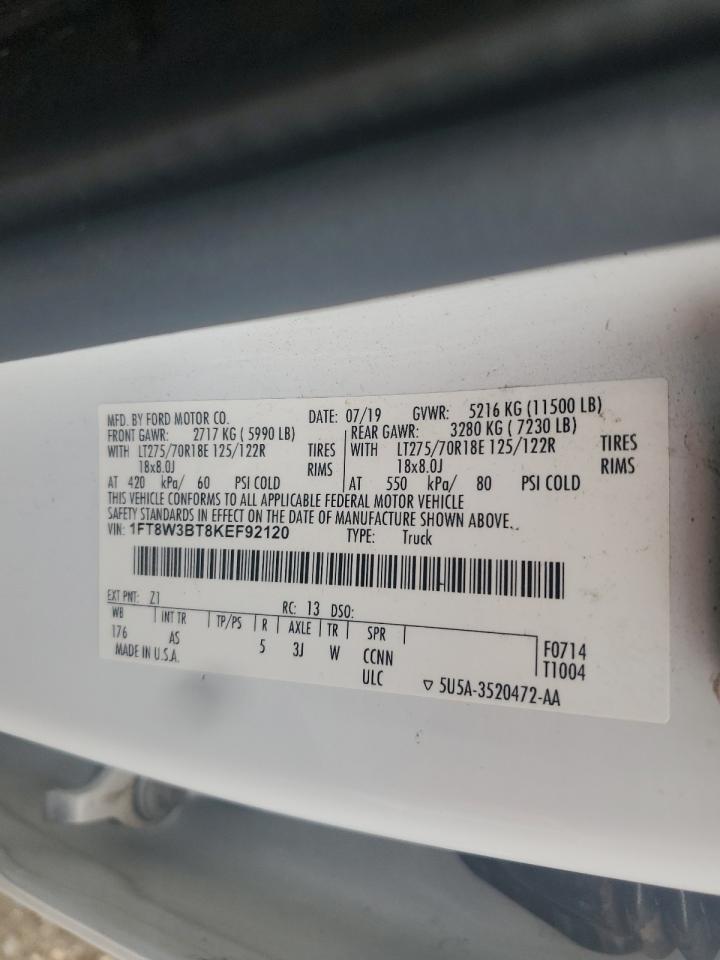 MFD. BY FORD MOTOR CO. DATE: 07/19 GVWR: 5216 KG (11500 LB)
FRONT GAWR: 2717 KG ( 5990 LB) REAR GAWR: 3280 KG ( 7230 LB)
WITH LT275/70R18E 125/122R TIRES WITH LT275/70R18E 125/122R TIRES
18x8.0J RIMS 18x8.0J RIMS
AT 420 kPa/ 60 PSI COLD AT 550 kPa/ 80 PSI COLD
THIS VEHICLE CONFORMS TO ALL APPLICABLE FEDERAL MOTOR VEHICLE
SAFETY STANDARDS IN EFFECT ON THE DATE OF MANUFACTURE SHOWN ABOVE.
VIN: 1FT8W3BT8KEF92120 TYPE: Truck
EXT PNT: Z1 RC: 13 DSO:
WB INT TR TP/PS R AXLE TR SPR
176 AS 5 3J W CCNN F0714
MADE IN U.S.A. ULC T1004
5U5A-3520472-AA